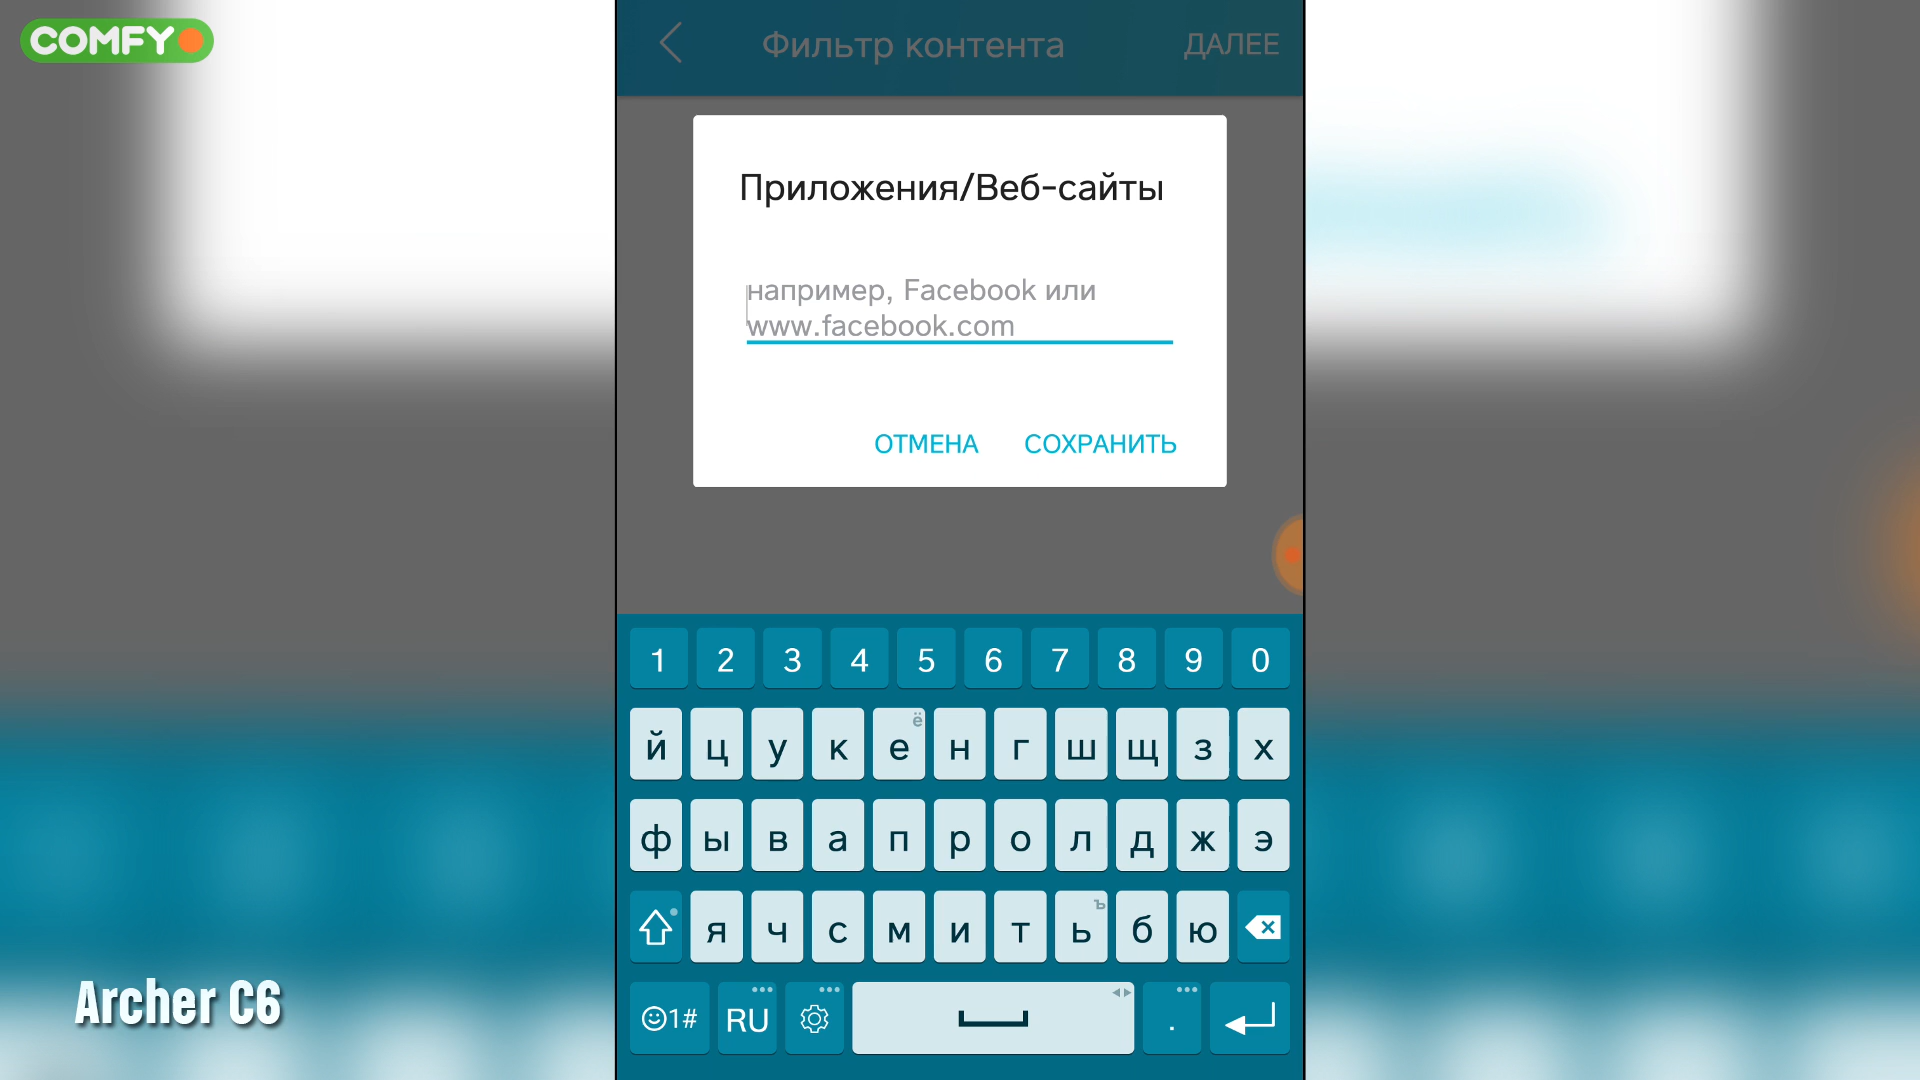 COMFY
Фильтр контента
ДАЛЕЕ
Приложения/Веб-сайты
например, Facebook или
www.facebook.com
ОТМЕНА
СОХРАНИТЬ
1 2 3 4 5 6 7 8 9 0
й ц у к е ё н г ш щ з х
ф ы в а п р о л д ж э
я ч с м и т ь ъ б ю
1# RU .
Archer C6